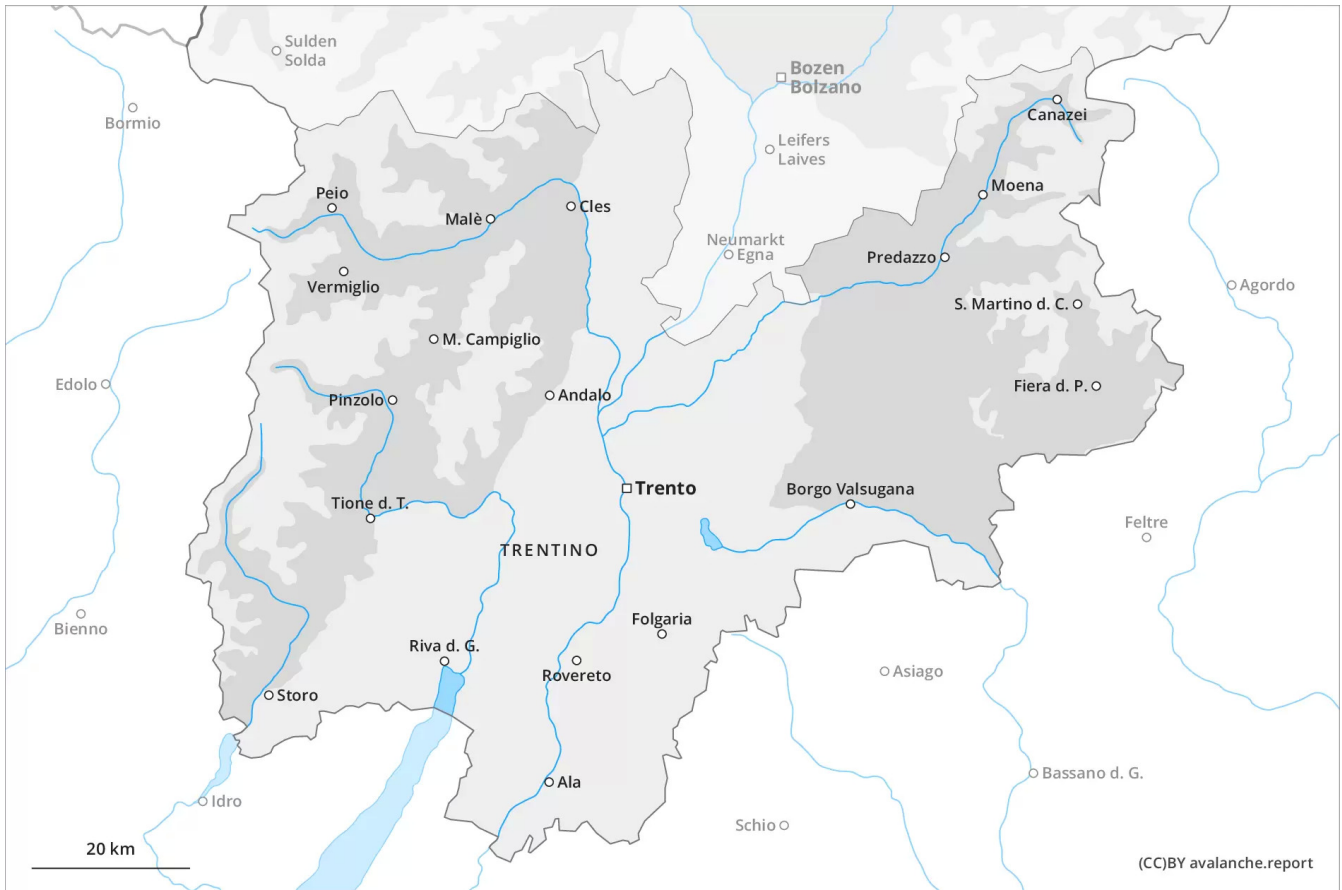 Sulden
Solda
Bozen
Bolzano
Bormio
Canazei
Leifers
Laives
Peio
Moena
Malè
Cles
Neumarkt
Egna
Predazzo
Vermiglio
Agordo
S. Martino d. C.
M. Campiglio
Edolo
Fiera d. P.
Pinzolo
Andalo
Trento
Borgo Valsugana
Tione d. T.
Feltre
TRENTINO
Bienno
Folgaria
Riva d. G.
Rovereto
Asiago
Storo
Ala
Bassano d. G.
Idro
Schio
20 km
(CC)BY avalanche.report